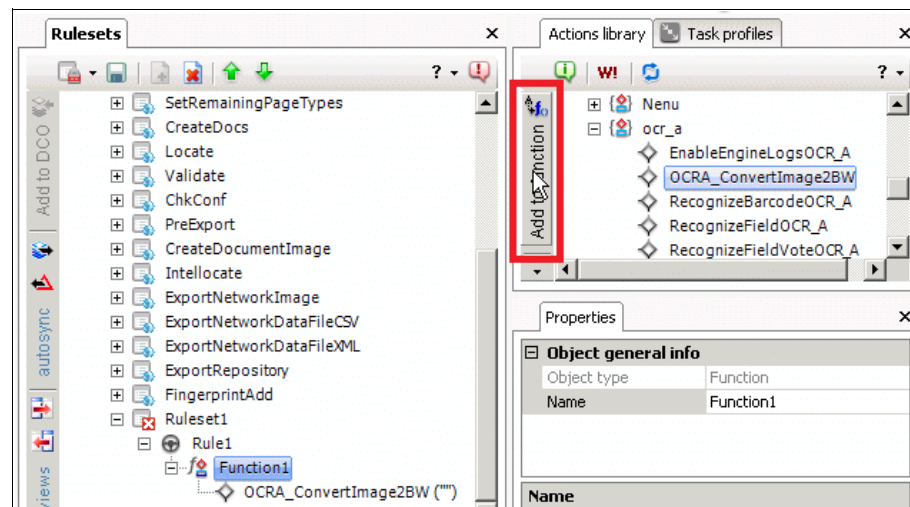 Rulesets
Add to DCO
autosync
iews
? -
SetRemainingPageTypes
CreateDocs
Locate
Validate
ChkConf
PreExport
CreateDocumentImage
Intellocate
ExportNetworkImage
ExportNetworkDataFileCSV
ExportNetworkDataFileXML
ExportRepository
FingerprintAdd
Ruleset1
Rule1
Function1
OCRA_ConvertImage2BW ("")
Actions library
Task profiles
W!
? -
Add to function
Nenu
ocr_a
EnableEngineLogsOCR_A
OCRA_ConvertImage2BW
RecognizeBarcodeOCR_A
RecognizeFieldOCR_A
RecognizeFieldVoteOCR_A
Properties
Object general info
Object type Function
Name Function1
Name